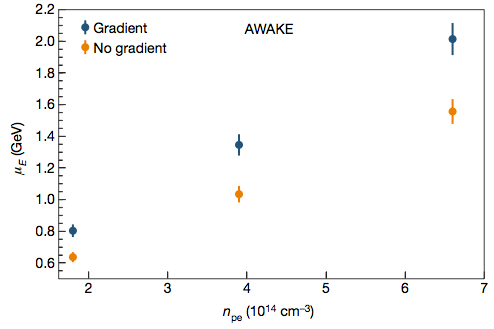 2.2
2.0
1.8
1.6
1.4
1.2
1.0
0.8
0.6
μE (GeV)
Gradient
No gradient
AWAKE
2 3 4 5 6 7
npe (10¹⁴ cm⁻³)